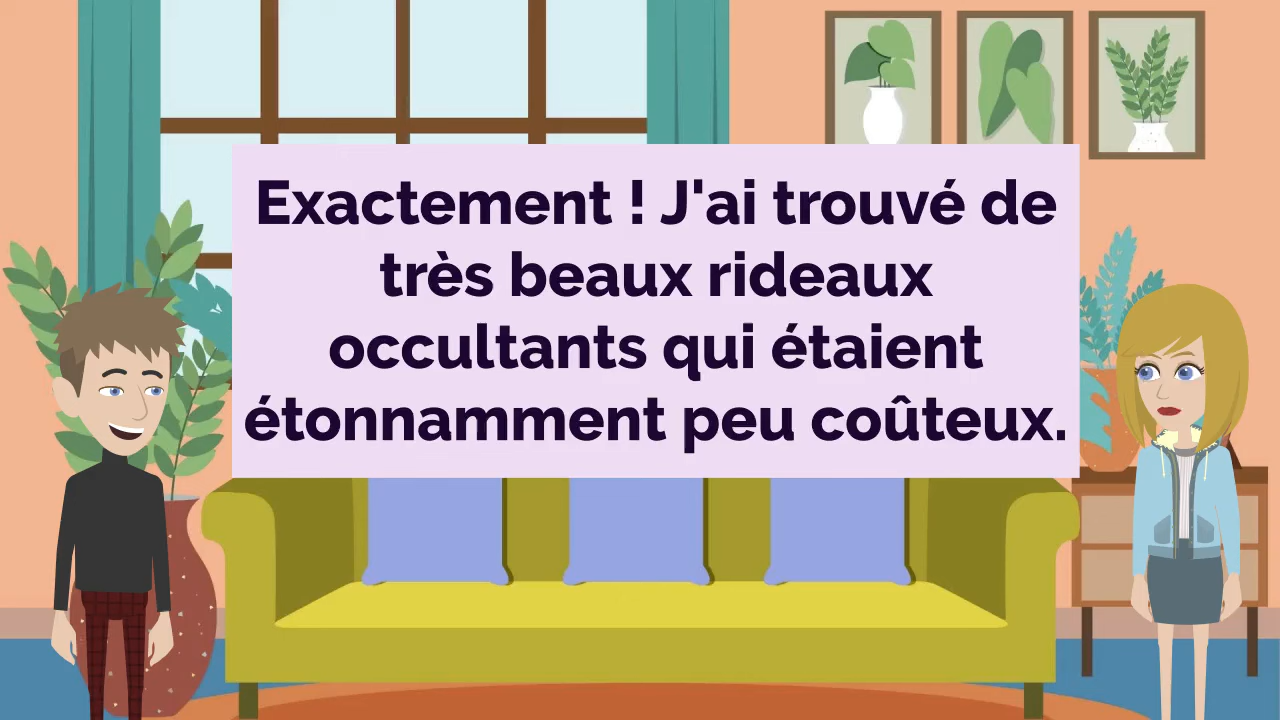 Exactement ! J'ai trouvé de
très beaux rideaux
occultants qui étaient
étonnamment peu coûteux.